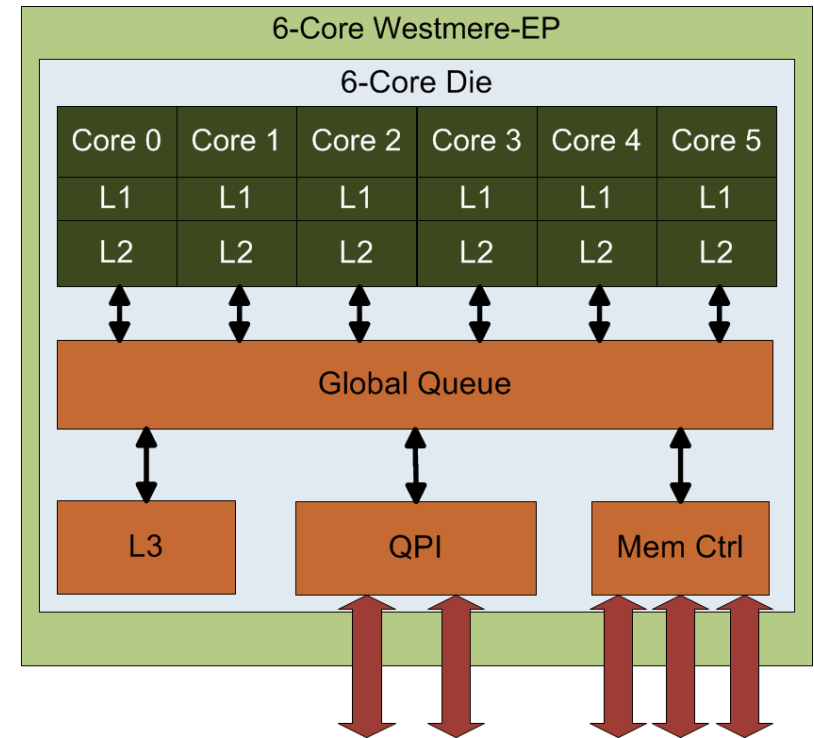 6-Core Westmere-EP
6-Core Die
Core 0 Core 1 Core 2 Core 3 Core 4 Core 5
L1 L1 L1 L1 L1 L1
L2 L2 L2 L2 L2 L2
Global Queue
L3 QPI Mem Ctrl